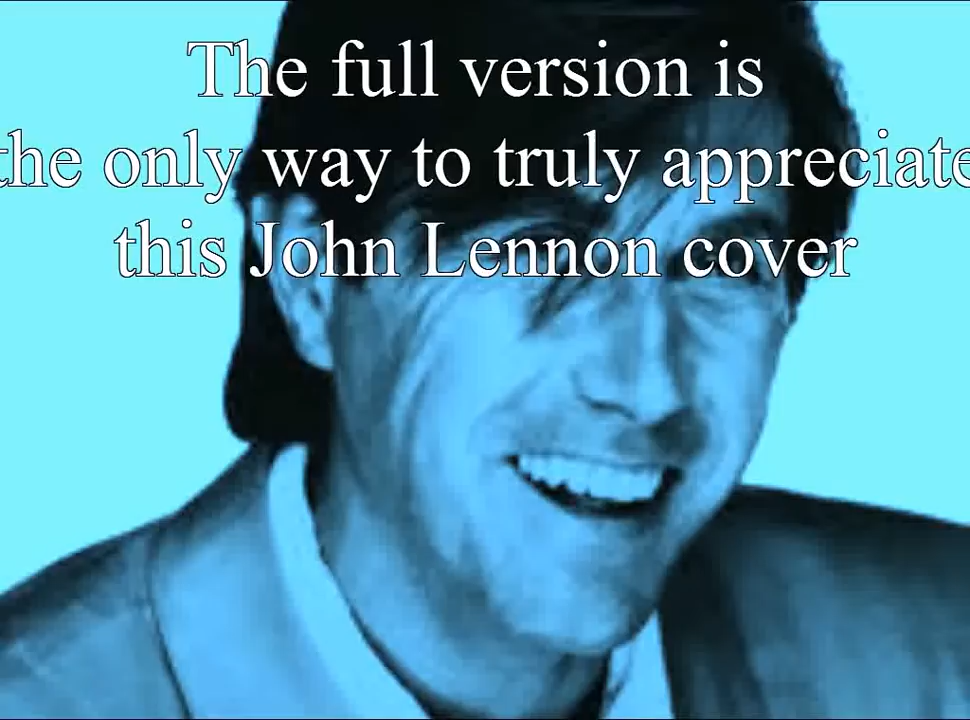 The full version is
the only way to truly appreciate
this John Lennon cover